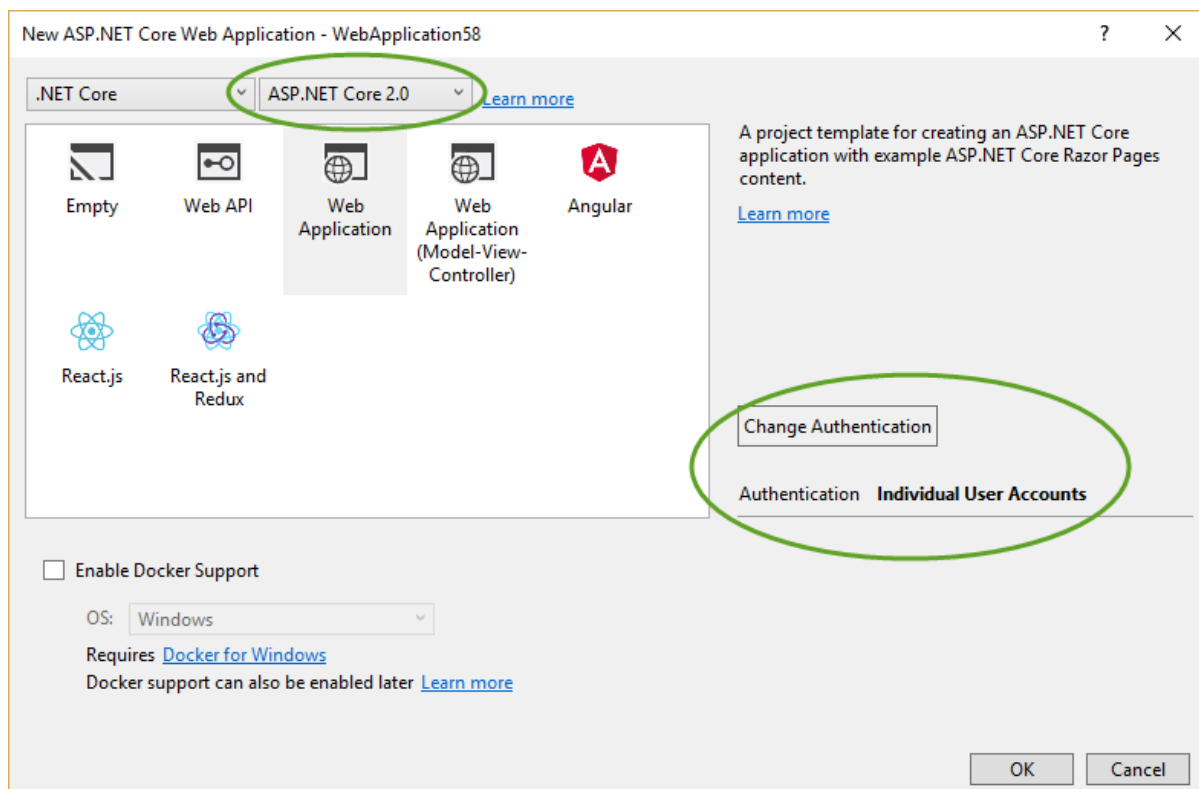 New ASP.NET Core Web Application - WebApplication58
? ✕
.NET Core
ASP.NET Core 2.0
Learn more
Empty
Web API
Web
Application
Web
Application
(Model-View-
Controller)
Angular
React.js
React.js and
Redux
A project template for creating an ASP.NET Core
application with example ASP.NET Core Razor Pages
content.
Learn more
Change Authentication
Authentication Individual User Accounts
Enable Docker Support
OS: Windows
Requires Docker for Windows
Docker support can also be enabled later Learn more
OK
Cancel